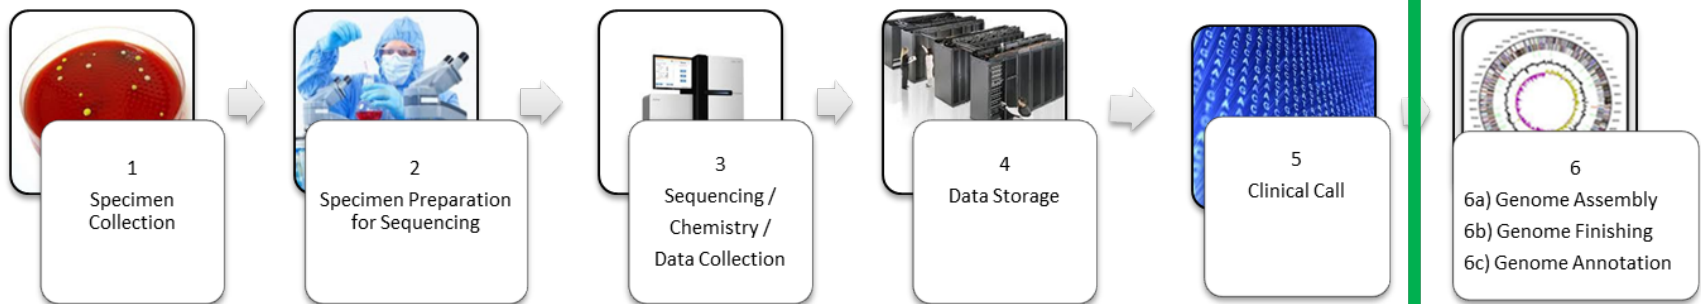 1
Specimen
Collection
2
Specimen Preparation
for Sequencing
3
Sequencing /
Chemistry /
Data Collection
4
Data Storage
5
Clinical Call
6
6a) Genome Assembly
6b) Genome Finishing
6c) Genome Annotation